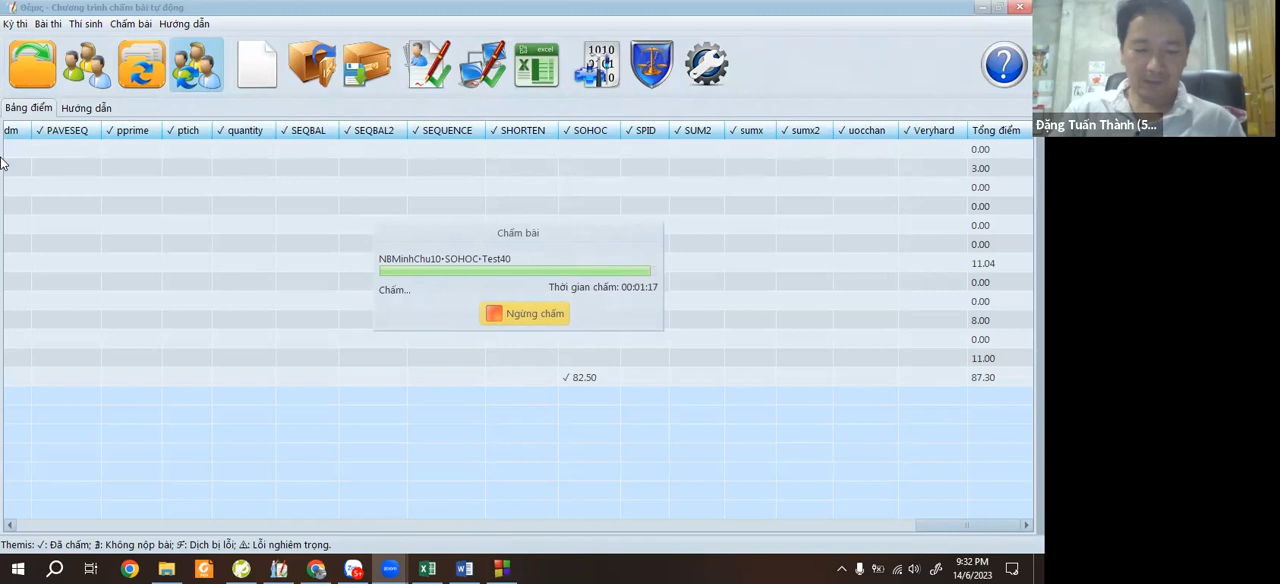 Θέμις - Chương trình chấm bài tự động
Kỳ thi Bài thi Thí sinh Chấm bài Hướng dẫn
excel
1010
0101
Bảng điểm Hướng dẫn
dm ✓ PAVESEQ ✓ pprime ✓ ptich ✓ quantity ✓ SEQBAL ✓ SEQBAL2 ✓ SEQUENCE ✓ SHORTEN ✓ SOHOC ✓ SPID ✓ SUM2 ✓ sumx ✓ sumx2 ✓ uocchan ✓ Veryhard Tổng điểm
Đặng Tuấn Thành (5...
0.00
3.00
0.00
0.00
0.00
0.00
11.04
0.00
0.00
8.00
0.00
11.00
✓ 82.50 87.30
Chấm bài
NBMinhChu10•SOHOC•Test40
Chấm... Thời gian chấm: 00:01:17
Ngừng chấm
Themis: ✓: Đã chấm; ∄: Không nộp bài; Ғ: Dịch bị lỗi; ⚠: Lỗi nghiêm trọng.
9:32 PM
14/6/2023